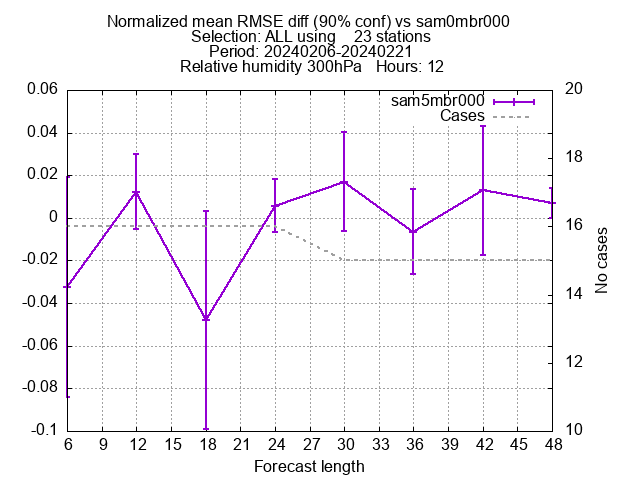 Normalized mean RMSE diff (90% conf) vs sam0mbr000
Selection: ALL using    23 stations
Period: 20240206-20240221
Relative humidity 300hPa   Hours: 12
sam5mbr000
Cases
0.06
0.04
0.02
0
-0.02
-0.04
-0.06
-0.08
-0.1
20
18
16
14
12
10
No cases
6 9 12 15 18 21 24 27 30 33 36 39 42 45 48
Forecast length